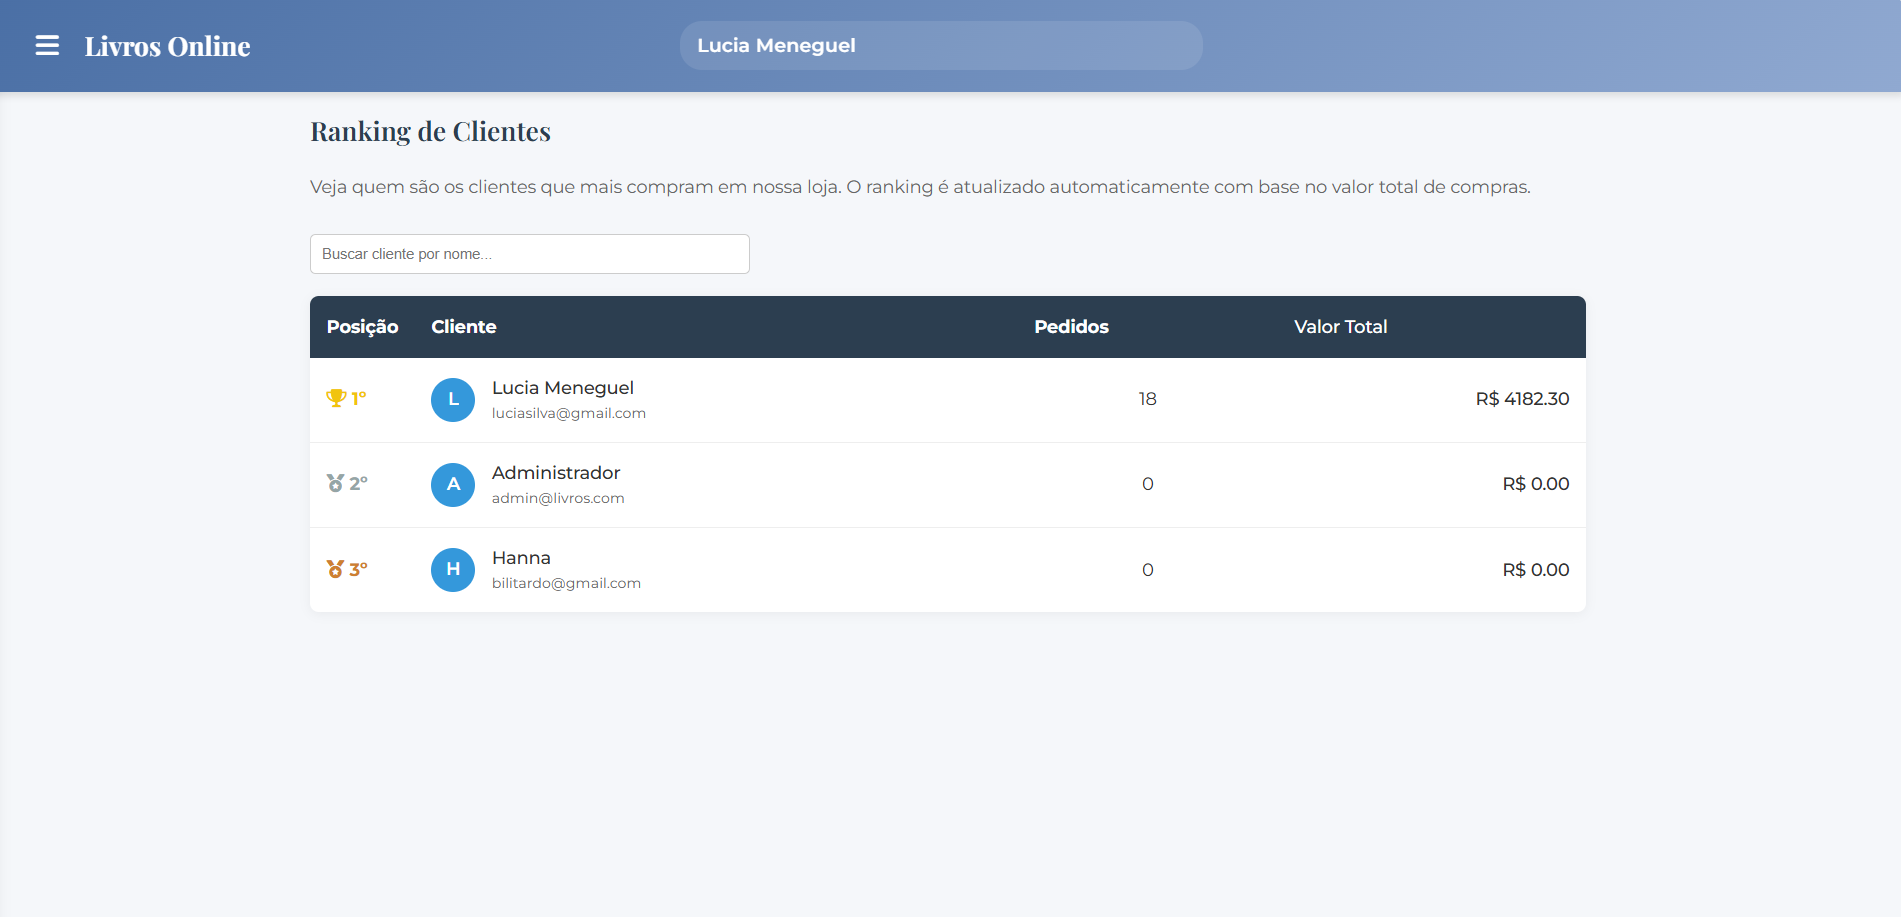 Livros Online
Lucia Meneguel
Ranking de Clientes
Veja quem são os clientes que mais compram em nossa loja. O ranking é atualizado automaticamente com base no valor total de compras.
Buscar cliente por nome...
Posição Cliente Pedidos Valor Total
1º L Lucia Meneguel 18 R$ 4182.30
luciasilva@gmail.com
2º A Administrador 0 R$ 0.00
admin@livros.com
3º H Hanna 0 R$ 0.00
bilitardo@gmail.com